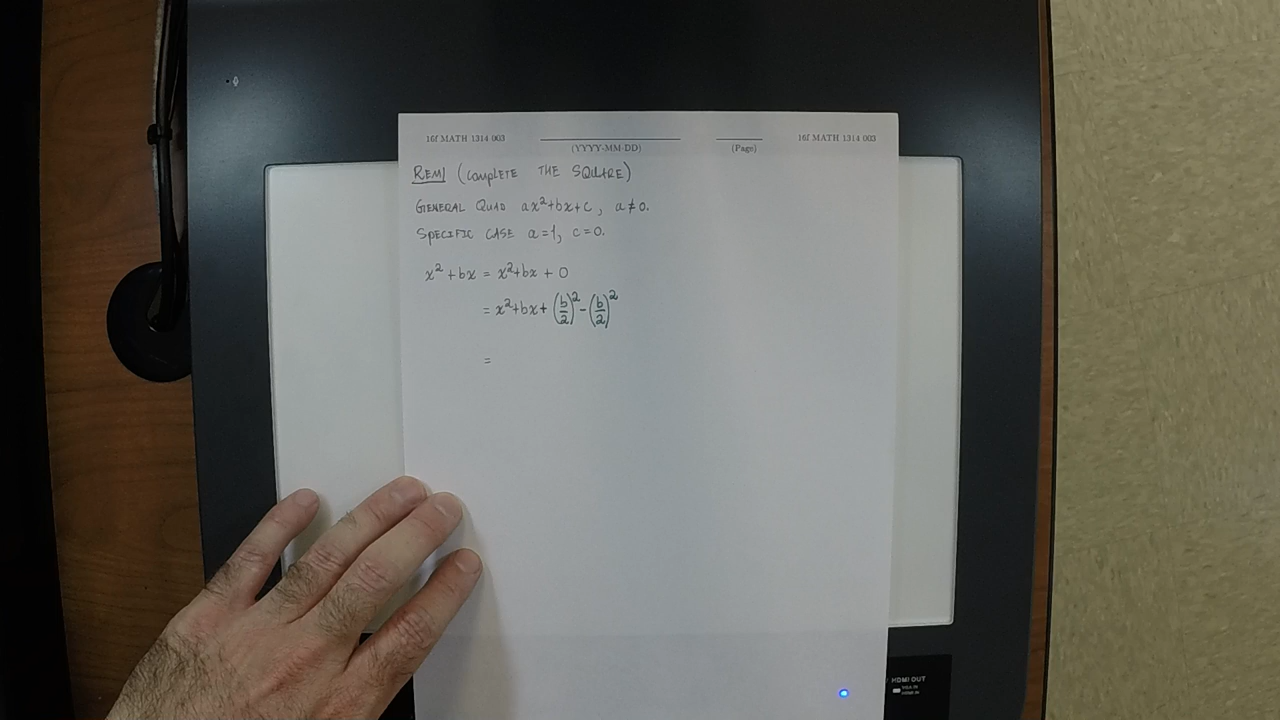 16f MATH 1314 003 (YYYY-MM-DD) (Page) 16f MATH 1314 003
REM (COMPLETE THE SQUARE)
GENERAL QUAD ax²+bx+c, a≠0.
SPECIFIC CASE a=1, c=0.
x²+bx = x²+bx+0
= x²+bx+(b/2)²-(b/2)²
=
HDMI OUT